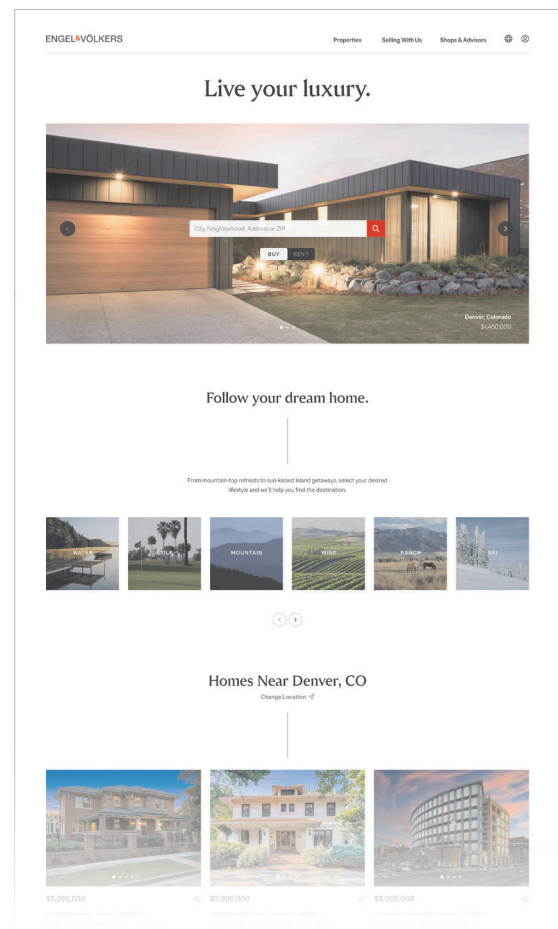 ENGEL&VÖLKERS
Properties Selling With Us Shops & Advisors
Live your luxury.
City, Neighborhood, Address or ZIP
BUY RENT
Denver, Colorado
$1,450,000
Follow your dream home.
From mountain-top retreats to sun-kissed island getaways, select your desired
lifestyle and we'll help you find the destination.
WATER GOLF MOUNTAIN WINE RANCH SKI
Homes Near Denver, CO
Change Location
$5,295,000 $3,990,000 $6,000,000